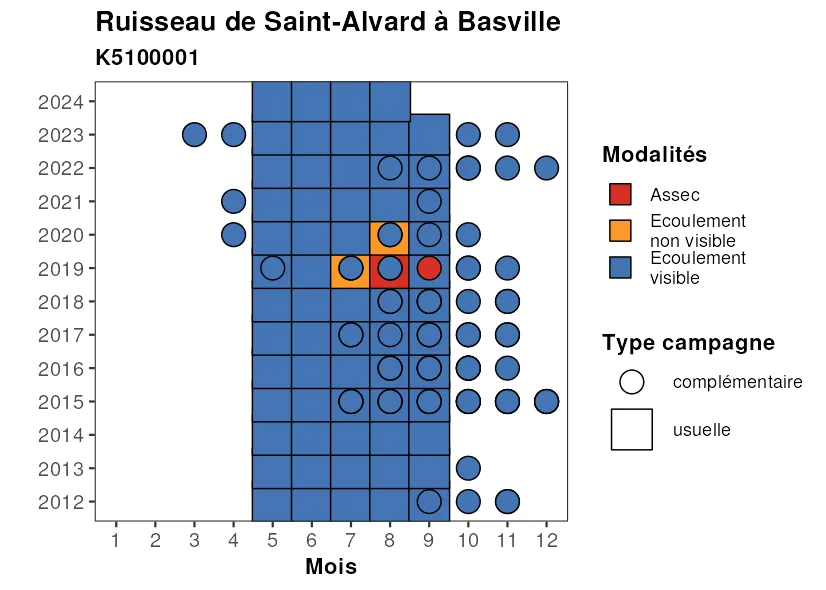 Ruisseau de Saint-Alvard à Basville
K5100001
2024
2023
2022
2021
2020
2019
2018
2017
2016
2015
2014
2013
2012
1 2 3 4 5 6 7 8 9 10 11 12
Mois
Modalités
Assec
Ecoulement
non visible
Ecoulement
visible
Type campagne
complémentaire
usuelle